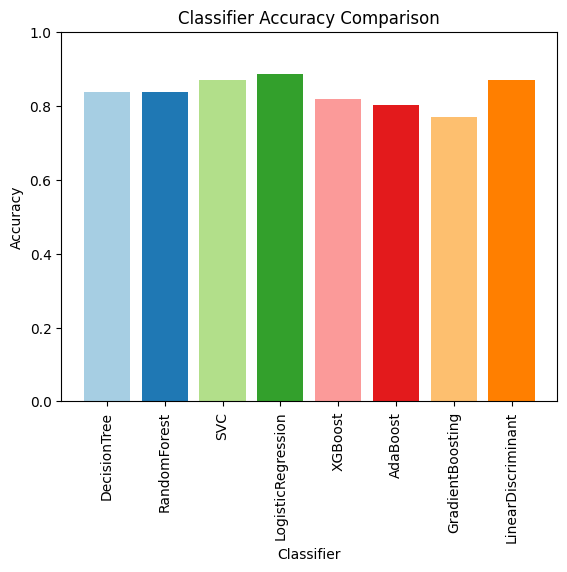 Classifier Accuracy Comparison
1.0
0.8
0.6
0.4
0.2
0.0
Accuracy
DecisionTree
RandomForest
SVC
LogisticRegression
XGBoost
AdaBoost
GradientBoosting
LinearDiscriminant
Classifier